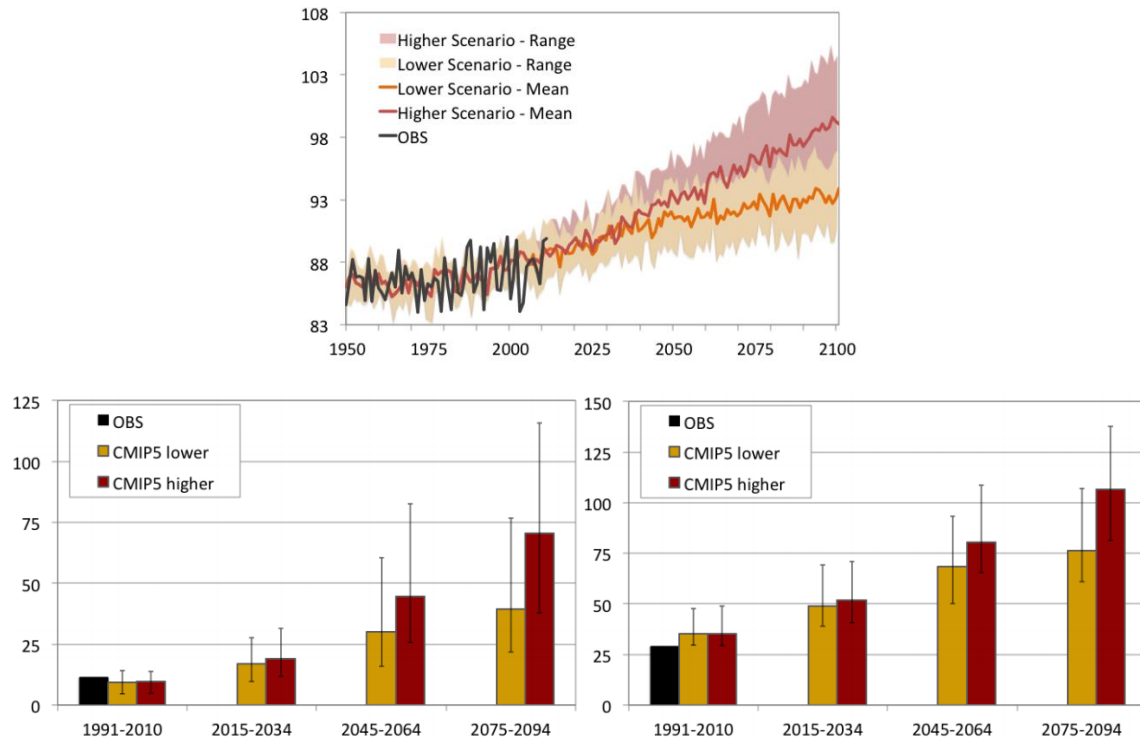 108
103
98
93
88
83
Higher Scenario - Range
Lower Scenario - Range
Lower Scenario - Mean
Higher Scenario - Mean
OBS
1950 1975 2000 2025 2050 2075 2100
125
100
75
50
25
0
OBS
CMIP5 lower
CMIP5 higher
1991-2010 2015-2034 2045-2064 2075-2094
150
125
100
75
50
25
0
OBS
CMIP5 lower
CMIP5 higher
1991-2010 2015-2034 2045-2064 2075-2094